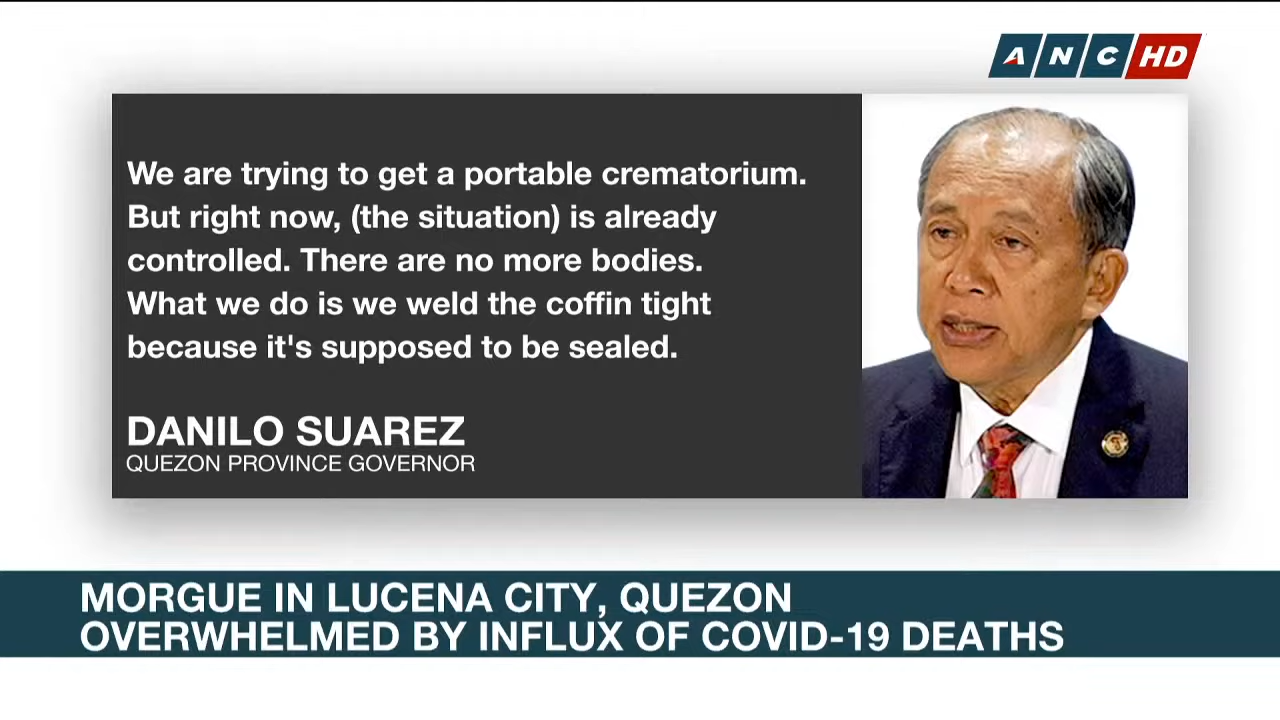 ANC HD
We are trying to get a portable crematorium.
But right now, (the situation) is already
controlled. There are no more bodies.
What we do is we weld the coffin tight
because it's supposed to be sealed.
DANILO SUAREZ
QUEZON PROVINCE GOVERNOR
MORGUE IN LUCENA CITY, QUEZON
OVERWHELMED BY INFLUX OF COVID-19 DEATHS